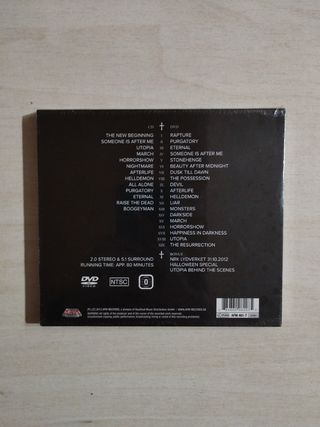 CD
THE NEW BEGINNING
SOMEONE IS AFTER ME
UTOPIA
MARCH
HORRORSHOW
NIGHTMARE
AFTERLIFE
HELLDEMON
ALL ALONE
PURGATORY
ETERNAL
RAISE THE DEAD
BOOGEYMAN
DVD
I RAPTURE
II PURGATORY
III ETERNAL
IV SOMEONE IS AFTER ME
V STONEHENGE
VI BEAUTY AFTER MIDNIGHT
VII DUSK TILL DAWN
VIII THE POSSESSION
IX DEVIL
X AFTERLIFE
XI HELLDEMON
XII LIAR
XIII MONSTERS
XIV DARKSIDE
XV MARCH
XVI HORRORSHOW
XVII HAPPINESS IN DARKNESS
XVIII UTOPIA
XIX THE RESURRECTION
BONUS
NRK LYDVERKET 31.10.2012
HALLOWEEN SPECIAL
UTOPIA BEHIND THE SCENES
2.0 STEREO & 5.1 SURROUND
RUNNING TIME: APP. 80 MINUTES
DVD
VIDEO
NTSC
0